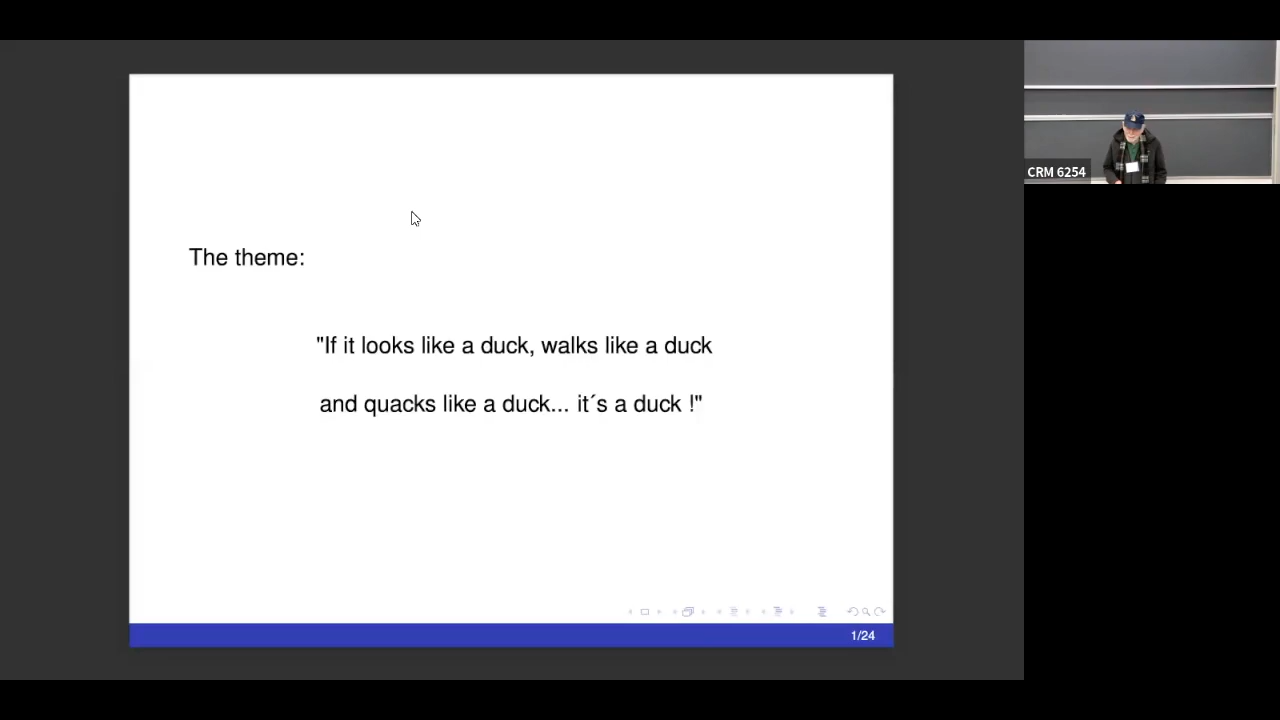 The theme:
"If it looks like a duck, walks like a duck
and quacks like a duck... it´s a duck !"
1/24
CRM 6254